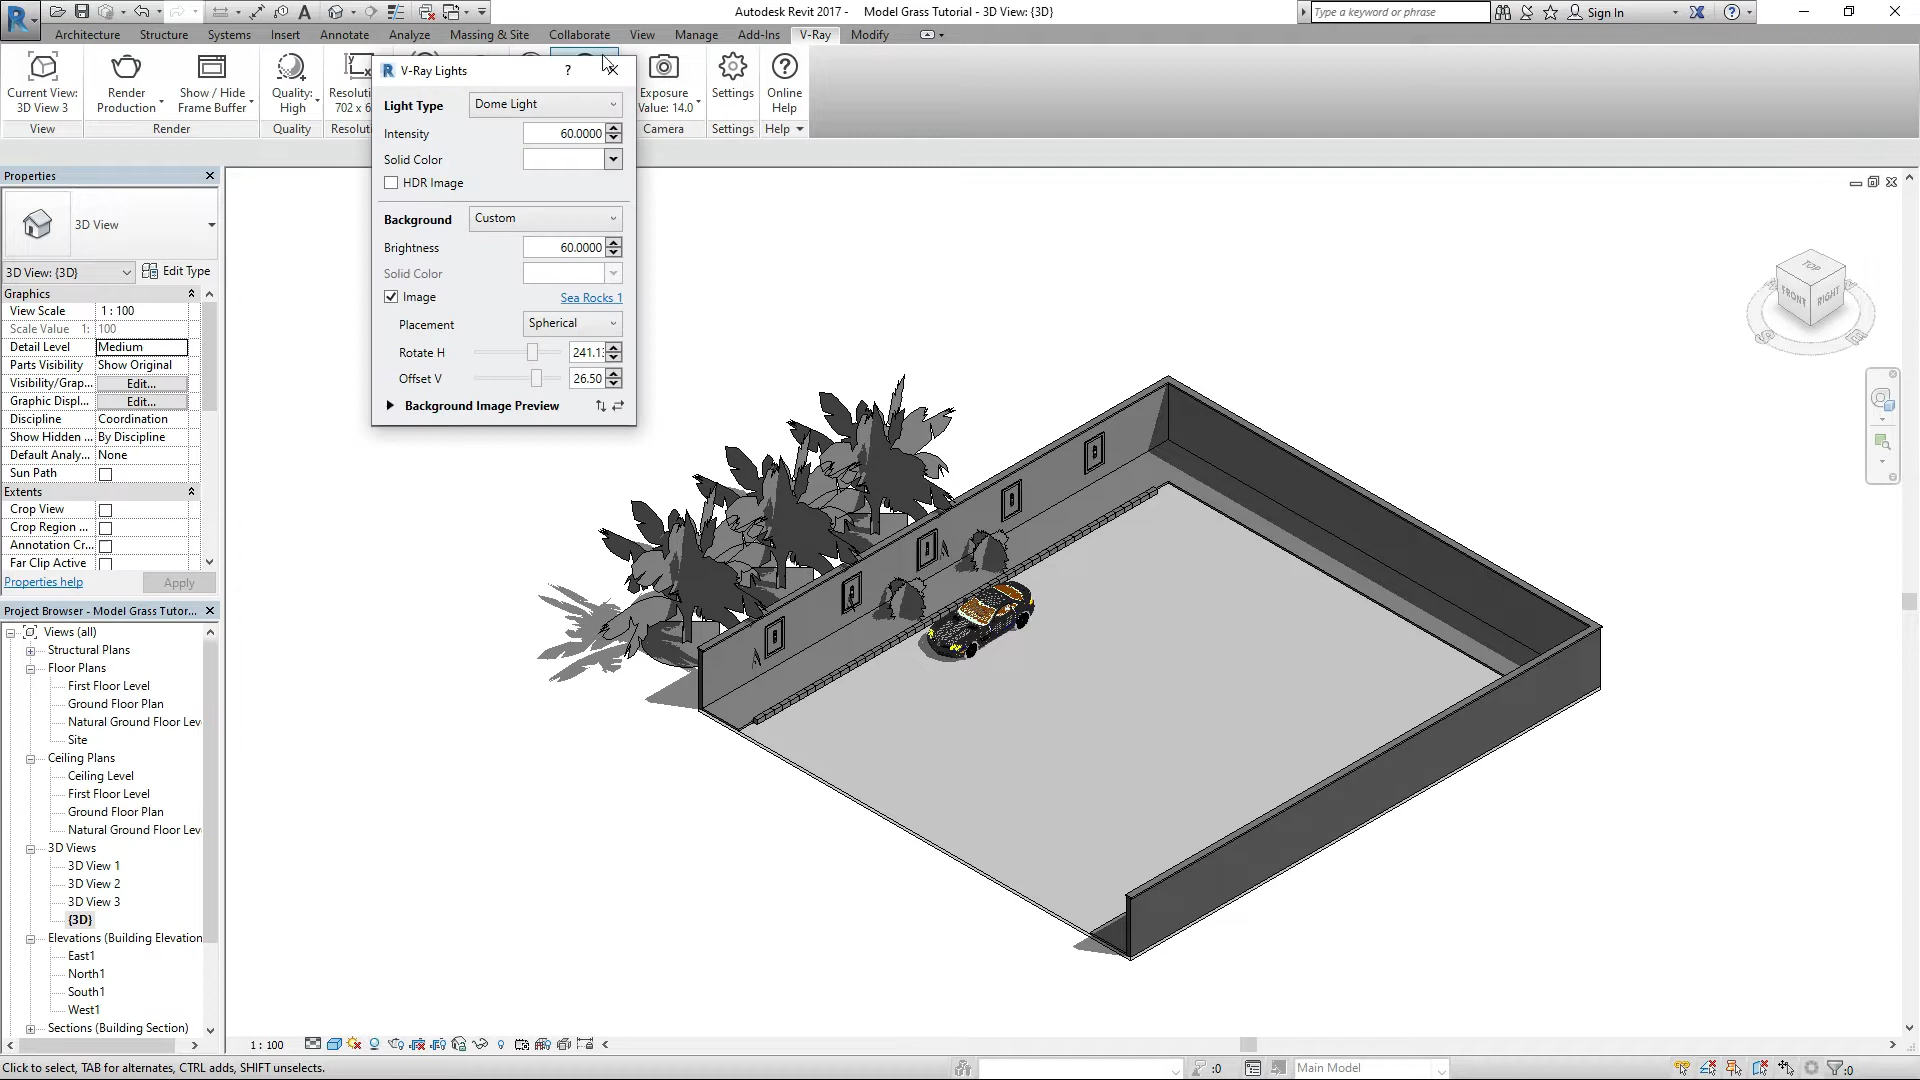 Autodesk Revit 2017 - Model Grass Tutorial - 3D View: {3D}
Type a keyword or phrase
Sign In
Architecture Structure Systems Insert Annotate Analyze Massing & Site Collaborate View Manage Add-Ins V-Ray Modify
Current View:
3D View 3
View
Render
Production
Show / Hide
Frame Buffer
Render
Quality:
High
Quality
Resoluti
702 x 6
Resolut
Exposure
Value: 14.0
Camera
Settings
Settings
Online
Help
Help
V-Ray Lights
?
Light Type Dome Light
Intensity 60.0000
Solid Color
HDR Image
Background Custom
Brightness 60.0000
Solid Color
Image Sea Rocks 1
Placement Spherical
Rotate H 241.1
Offset V 26.50
Background Image Preview
Properties
3D View
3D View: {3D} Edit Type
Graphics
View Scale 1 : 100
Scale Value 1: 100
Detail Level Medium
Parts Visibility Show Original
Visibility/Grap... Edit...
Graphic Displ... Edit...
Discipline Coordination
Show Hidden ... By Discipline
Default Analy... None
Sun Path
Extents
Crop View
Crop Region ...
Annotation Cr...
Far Clip Active
Properties help Apply
Project Browser - Model Grass Tutor...
Views (all)
Structural Plans
Floor Plans
First Floor Level
Ground Floor Plan
Natural Ground Floor Lev
Site
Ceiling Plans
Ceiling Level
First Floor Level
Ground Floor Plan
Natural Ground Floor Lev
3D Views
3D View 1
3D View 2
3D View 3
{3D}
Elevations (Building Elevation
East1
North1
South1
West1
Sections (Building Section)
TOP
FRONT RIGHT
1 : 100
Click to select, TAB for alternates, CTRL adds, SHIFT unselects.
:0
Main Model
:0